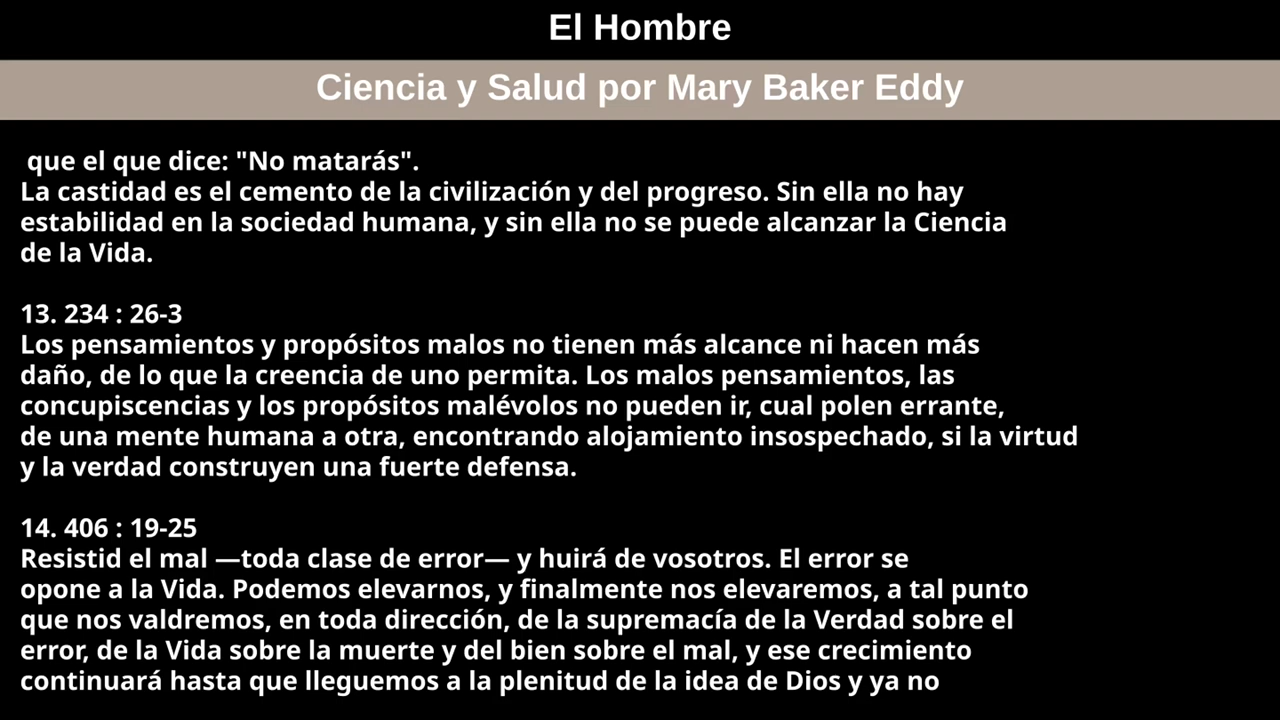 El Hombre
Ciencia y Salud por Mary Baker Eddy
que el que dice: "No matarás".
La castidad es el cemento de la civilización y del progreso. Sin ella no hay
estabilidad en la sociedad humana, y sin ella no se puede alcanzar la Ciencia
de la Vida.
13. 234 : 26-3
Los pensamientos y propósitos malos no tienen más alcance ni hacen más
daño, de lo que la creencia de uno permita. Los malos pensamientos, las
concupiscencias y los propósitos malévolos no pueden ir, cual polen errante,
de una mente humana a otra, encontrando alojamiento insospechado, si la virtud
y la verdad construyen una fuerte defensa.
14. 406 : 19-25
Resistid el mal —toda clase de error— y huirá de vosotros. El error se
opone a la Vida. Podemos elevarnos, y finalmente nos elevaremos, a tal punto
que nos valdremos, en toda dirección, de la supremacía de la Verdad sobre el
error, de la Vida sobre la muerte y del bien sobre el mal, y ese crecimiento
continuará hasta que lleguemos a la plenitud de la idea de Dios y ya no